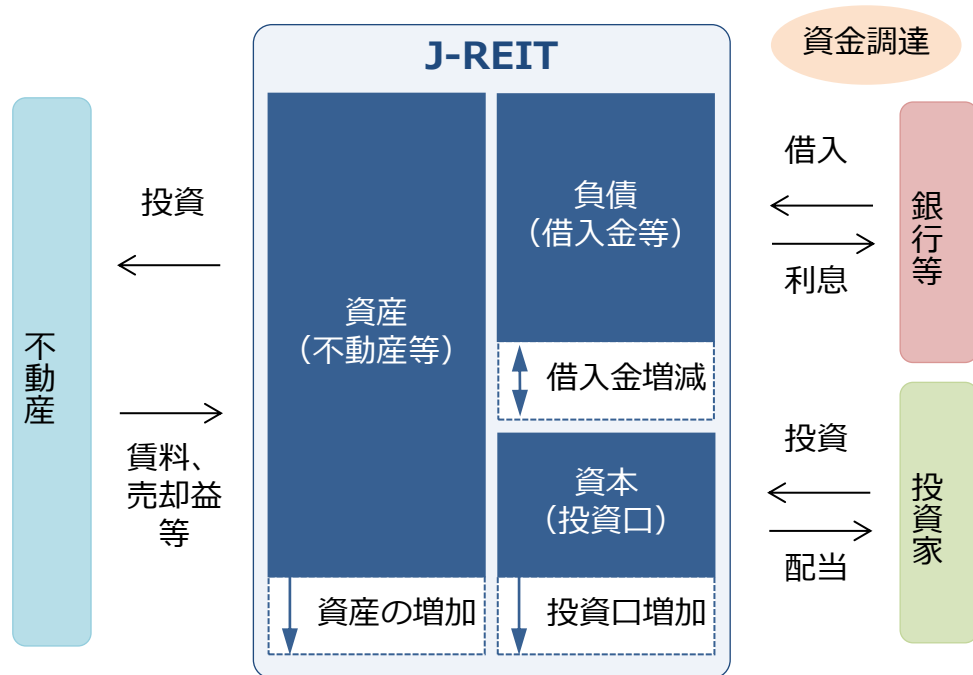 J-REIT
資金調達
不動産
投資
賃料、
売却益
等
資産
（不動産等）
資産の増加
負債
（借入金等）
借入金増減
資本
（投資口）
投資口増加
借入
利息
銀行等
投資
配当
投資家